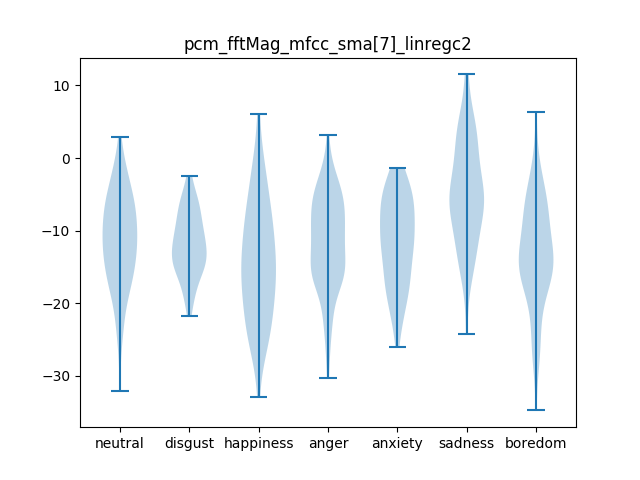 pcm_fftMag_mfcc_sma[7]_linregc2
10
0
−10
−20
−30
neutral disgust happiness anger anxiety sadness boredom